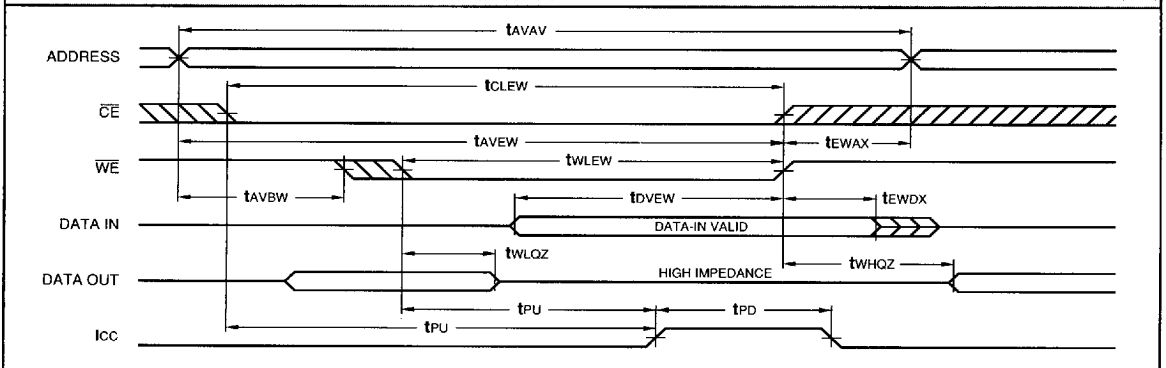 tAVAV
ADDRESS
tCLEW
CE
tAVEW
tEWAX
WE
tWLEW
tAVBW
tDVEW
tEWDX
DATA IN
DATA-IN VALID
tWLQZ
tWHQZ
DATA OUT
HIGH IMPEDANCE
tPU
tPD
tPU
ICC